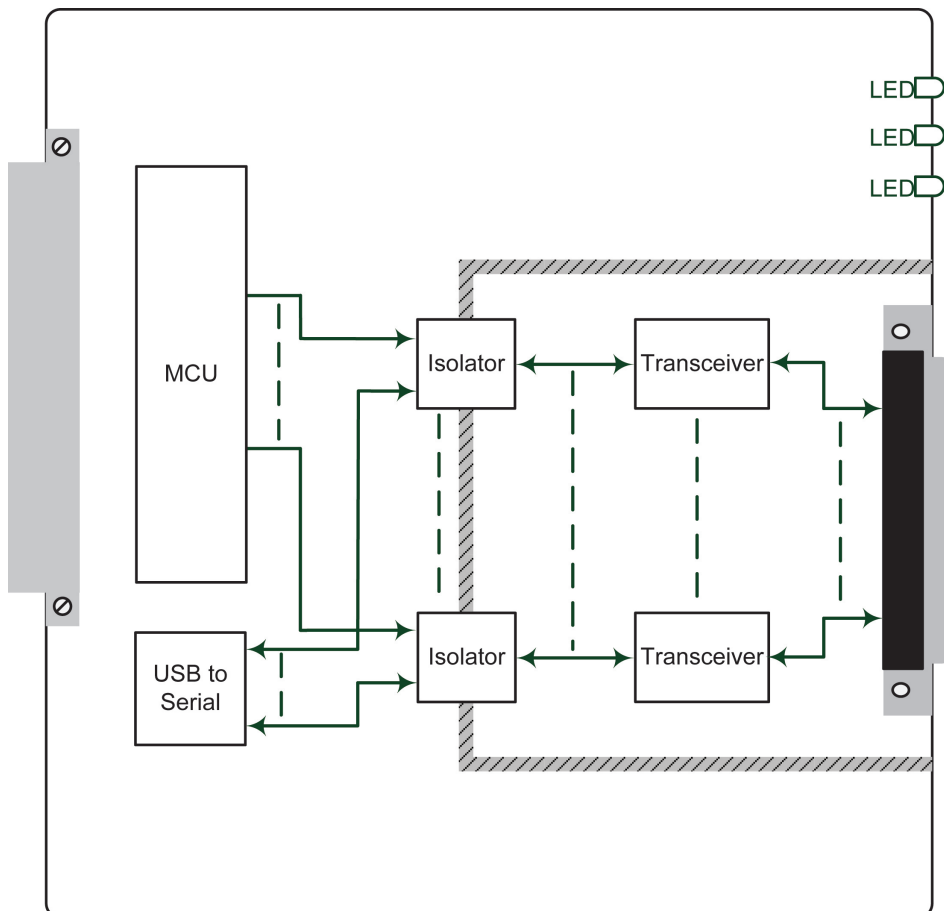 LED
LED
LED
MCU
Isolator
Transceiver
Isolator
Transceiver
USB to
Serial